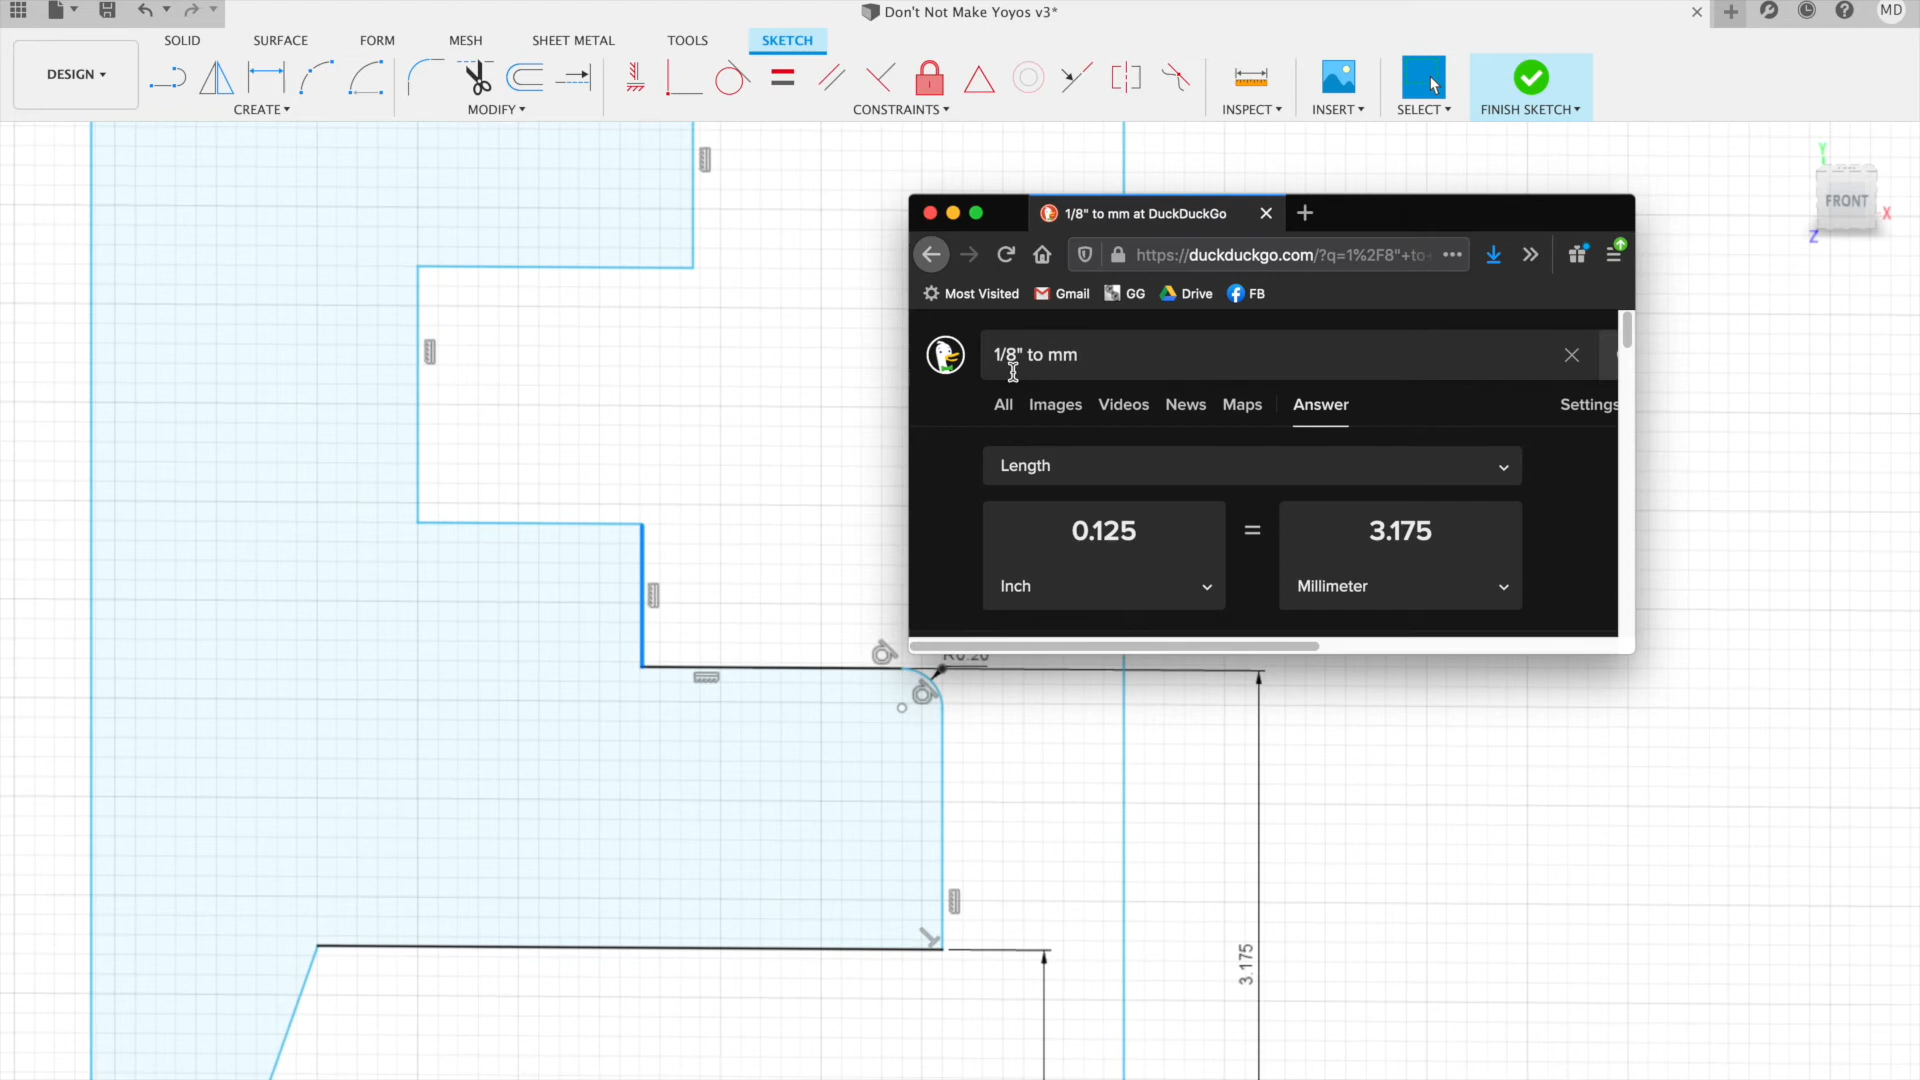 Don't Not Make Yoyos v3*
MD
DESIGN
SOLID
SURFACE
FORM
MESH
SHEET METAL
TOOLS
SKETCH
CREATE
MODIFY
CONSTRAINTS
INSPECT
INSERT
SELECT
FINISH SKETCH
Y
FRONT
X
Z
1/8" to mm at DuckDuckGo
https://duckduckgo.com/?q=1%2F8"+to+
Most Visited
Gmail
GG
Drive
FB
1/8" to mm
All
Images
Videos
News
Maps
Answer
Settings
Length
0.125
=
3.175
Inch
Millimeter
R0.20
3.175